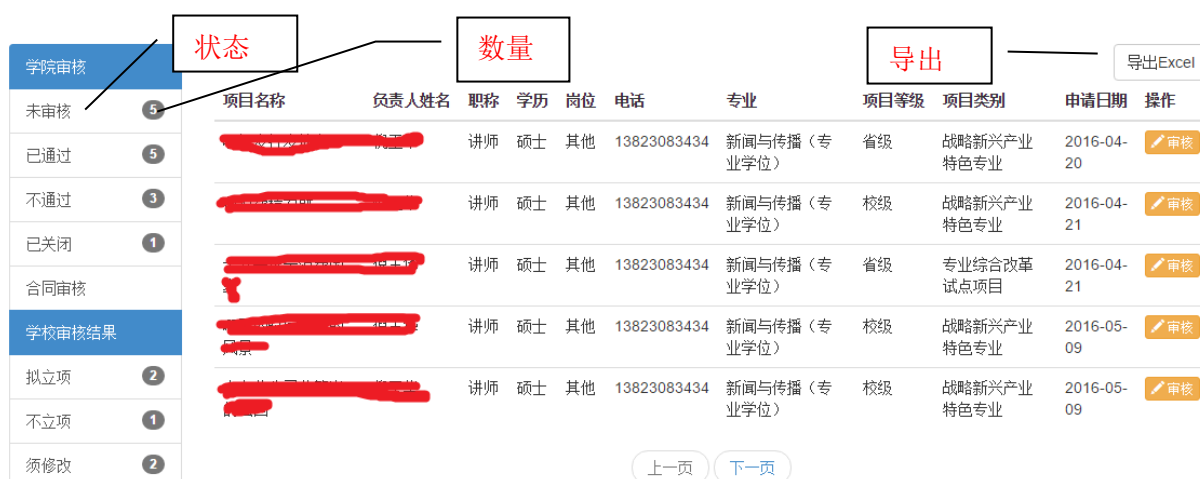 状态
数量
导出
导出Excel
学院审核
未审核 5
已通过 5
不通过 3
已关闭 1
合同审核
学校审核结果
拟立项 2
不立项 1
须修改 2
项目名称 负责人姓名 职称 学历 岗位 电话 专业 项目等级 项目类别 申请日期 操作
讲师 硕士 其他 13823083434 新闻与传播（专 省级 战略新兴产业 2016-04- 审核
业学位） 特色专业 20
讲师 硕士 其他 13823083434 新闻与传播（专 校级 战略新兴产业 2016-04- 审核
业学位） 特色专业 21
讲师 硕士 其他 13823083434 新闻与传播（专 省级 专业综合改革 2016-04- 审核
业学位） 试点项目 21
讲师 硕士 其他 13823083434 新闻与传播（专 校级 战略新兴产业 2016-05- 审核
风景 业学位） 特色专业 09
讲师 硕士 其他 13823083434 新闻与传播（专 校级 战略新兴产业 2016-05- 审核
业学位） 特色专业 09
上一页 下一页